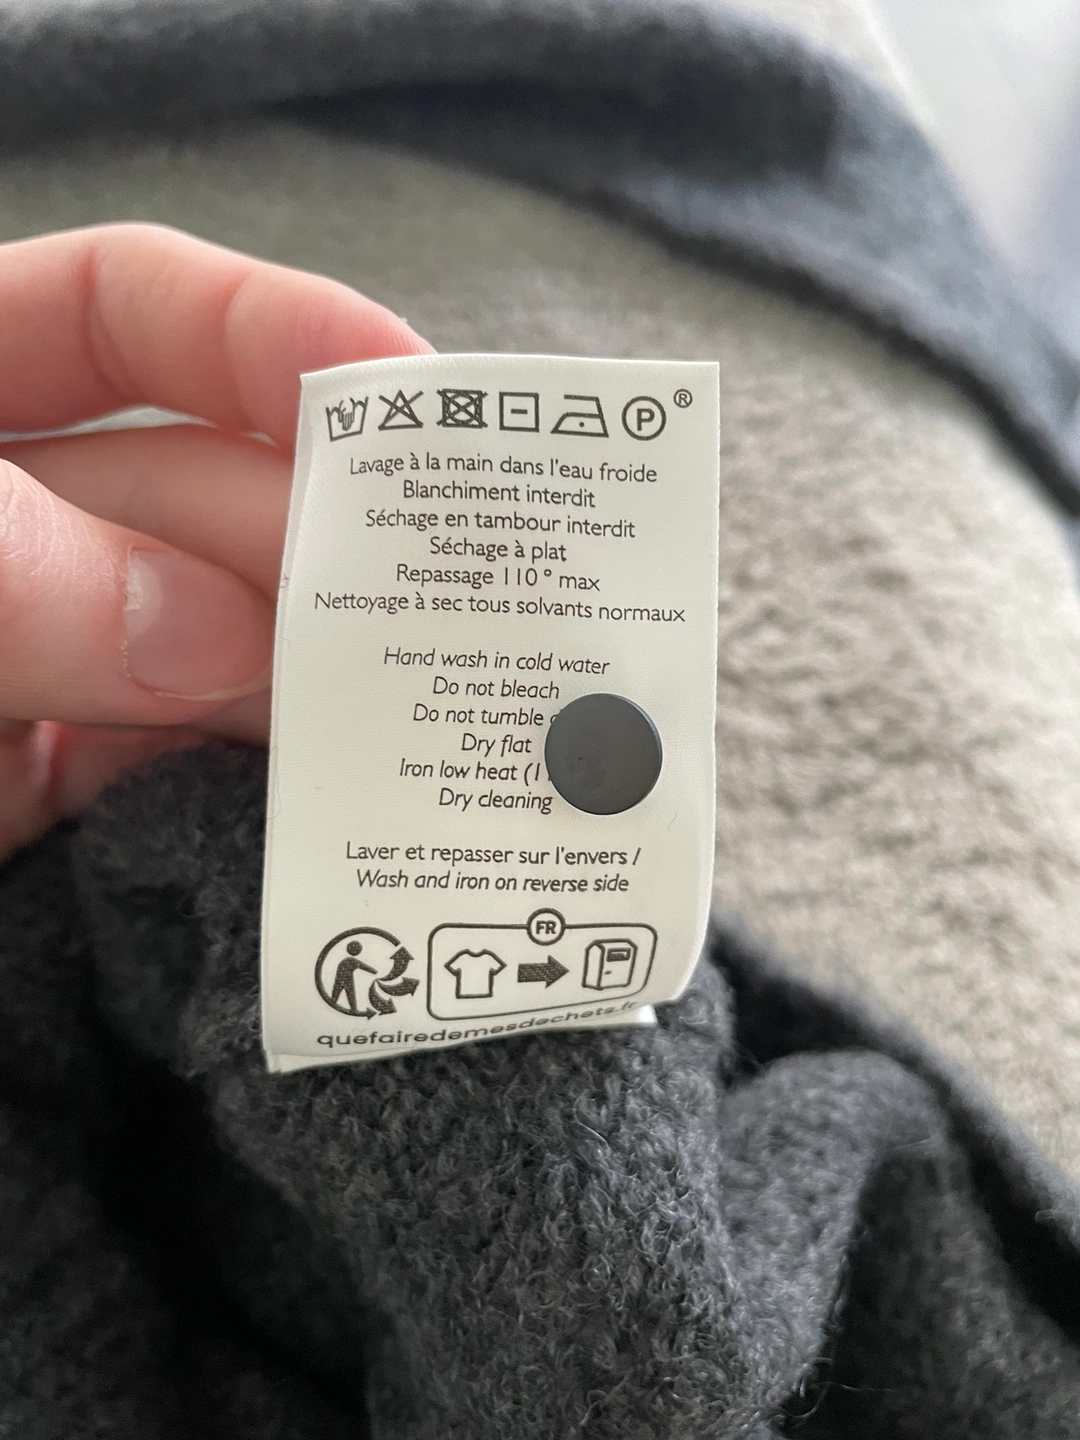 ®
P
Lavage à la main dans l'eau froide
Blanchiment interdit
Séchage en tambour interdit
Séchage à plat
Repassage 110° max
Nettoyage à sec tous solvants normaux
Hand wash in cold water
Do not bleach
Do not tumble
Dry flat
Iron low heat
Dry cleaning
Laver et repasser sur l'envers /
Wash and iron on reverse side
FR
quefairedemesdechets.fr